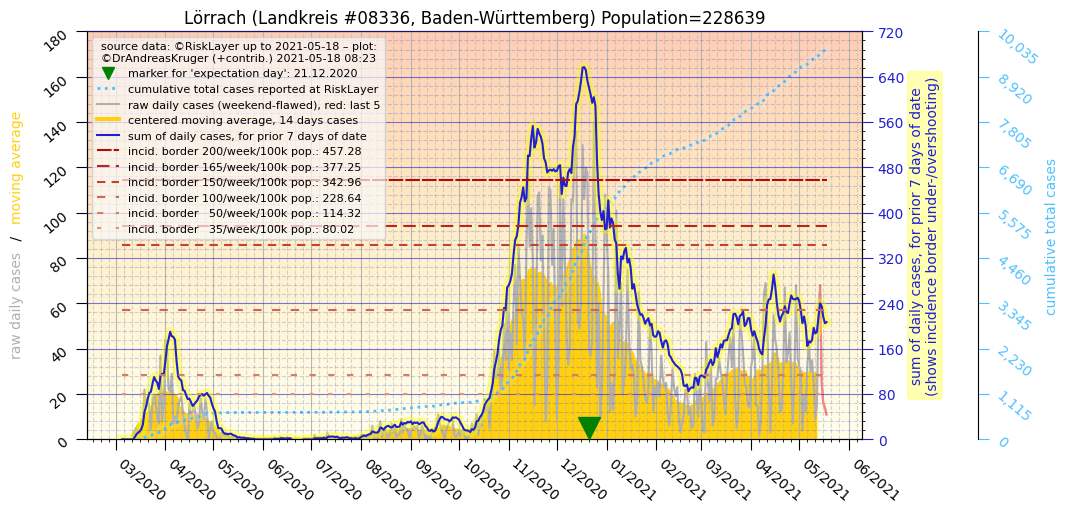 Lörrach (Landkreis #08336, Baden-Württemberg) Population=228639
source data: ©RiskLayer up to 2021-05-18 – plot:
©DrAndreasKruger (+contrib.) 2021-05-18 08:23
marker for 'expectation day': 21.12.2020
cumulative total cases reported at RiskLayer
raw daily cases (weekend-flawed), red: last 5
centered moving average, 14 days cases
sum of daily cases, for prior 7 days of date
incid. border 200/week/100k pop.: 457.28
incid. border 165/week/100k pop.: 377.25
incid. border 150/week/100k pop.: 342.96
incid. border 100/week/100k pop.: 228.64
incid. border   50/week/100k pop.: 114.32
incid. border   35/week/100k pop.: 80.02
raw daily cases / moving average
180
160
140
120
100
80
60
40
20
0
03/2020
04/2020
05/2020
06/2020
07/2020
08/2020
09/2020
10/2020
11/2020
12/2020
01/2021
02/2021
03/2021
04/2021
05/2021
06/2021
720
640
560
480
400
320
240
160
80
0
sum of daily cases, for prior 7 days of date
(shows incidence border under-/overshooting)
10,035
8,920
7,805
6,690
5,575
4,460
3,345
2,230
1,115
0
cumulative total cases